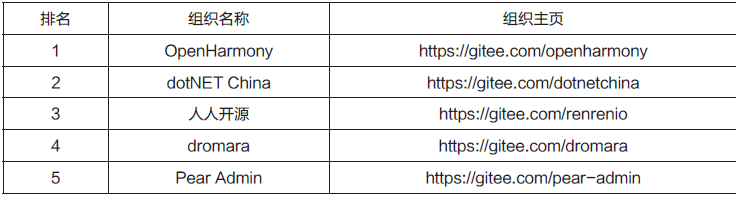 排名 组织名称 组织主页
1 OpenHarmony https://gitee.com/openharmony
2 dotNET China https://gitee.com/dotnetchina
3 人人开源 https://gitee.com/renrenio
4 dromara https://gitee.com/dromara
5 Pear Admin https://gitee.com/pear-admin